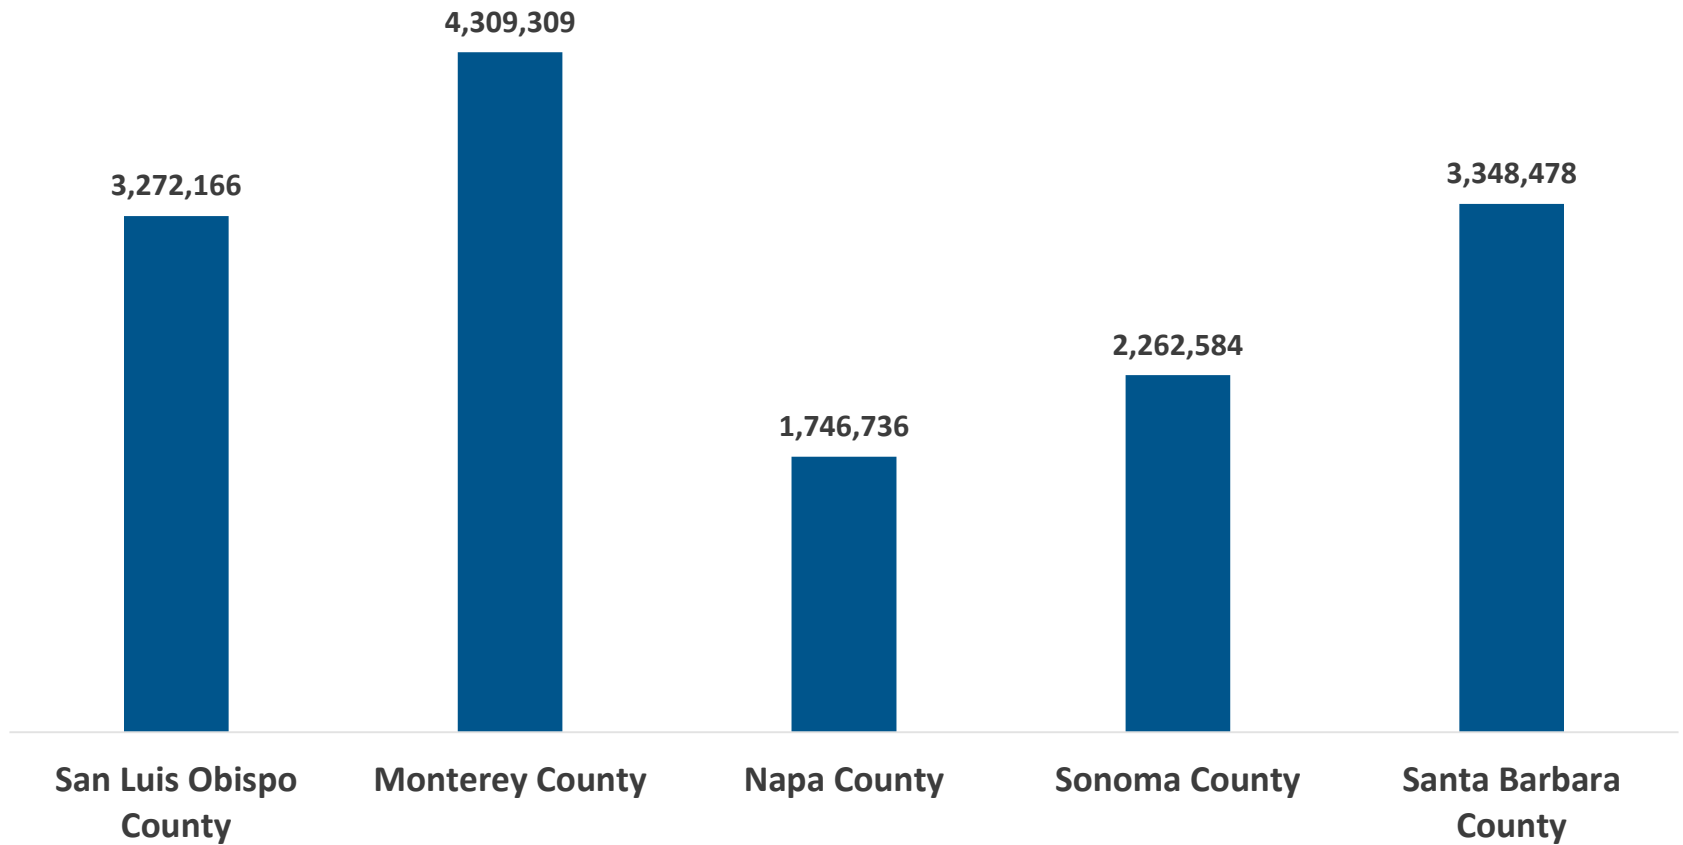 4,309,309
3,272,166
3,348,478
2,262,584
1,746,736
San Luis Obispo
County
Monterey County
Napa County
Sonoma County
Santa Barbara
County